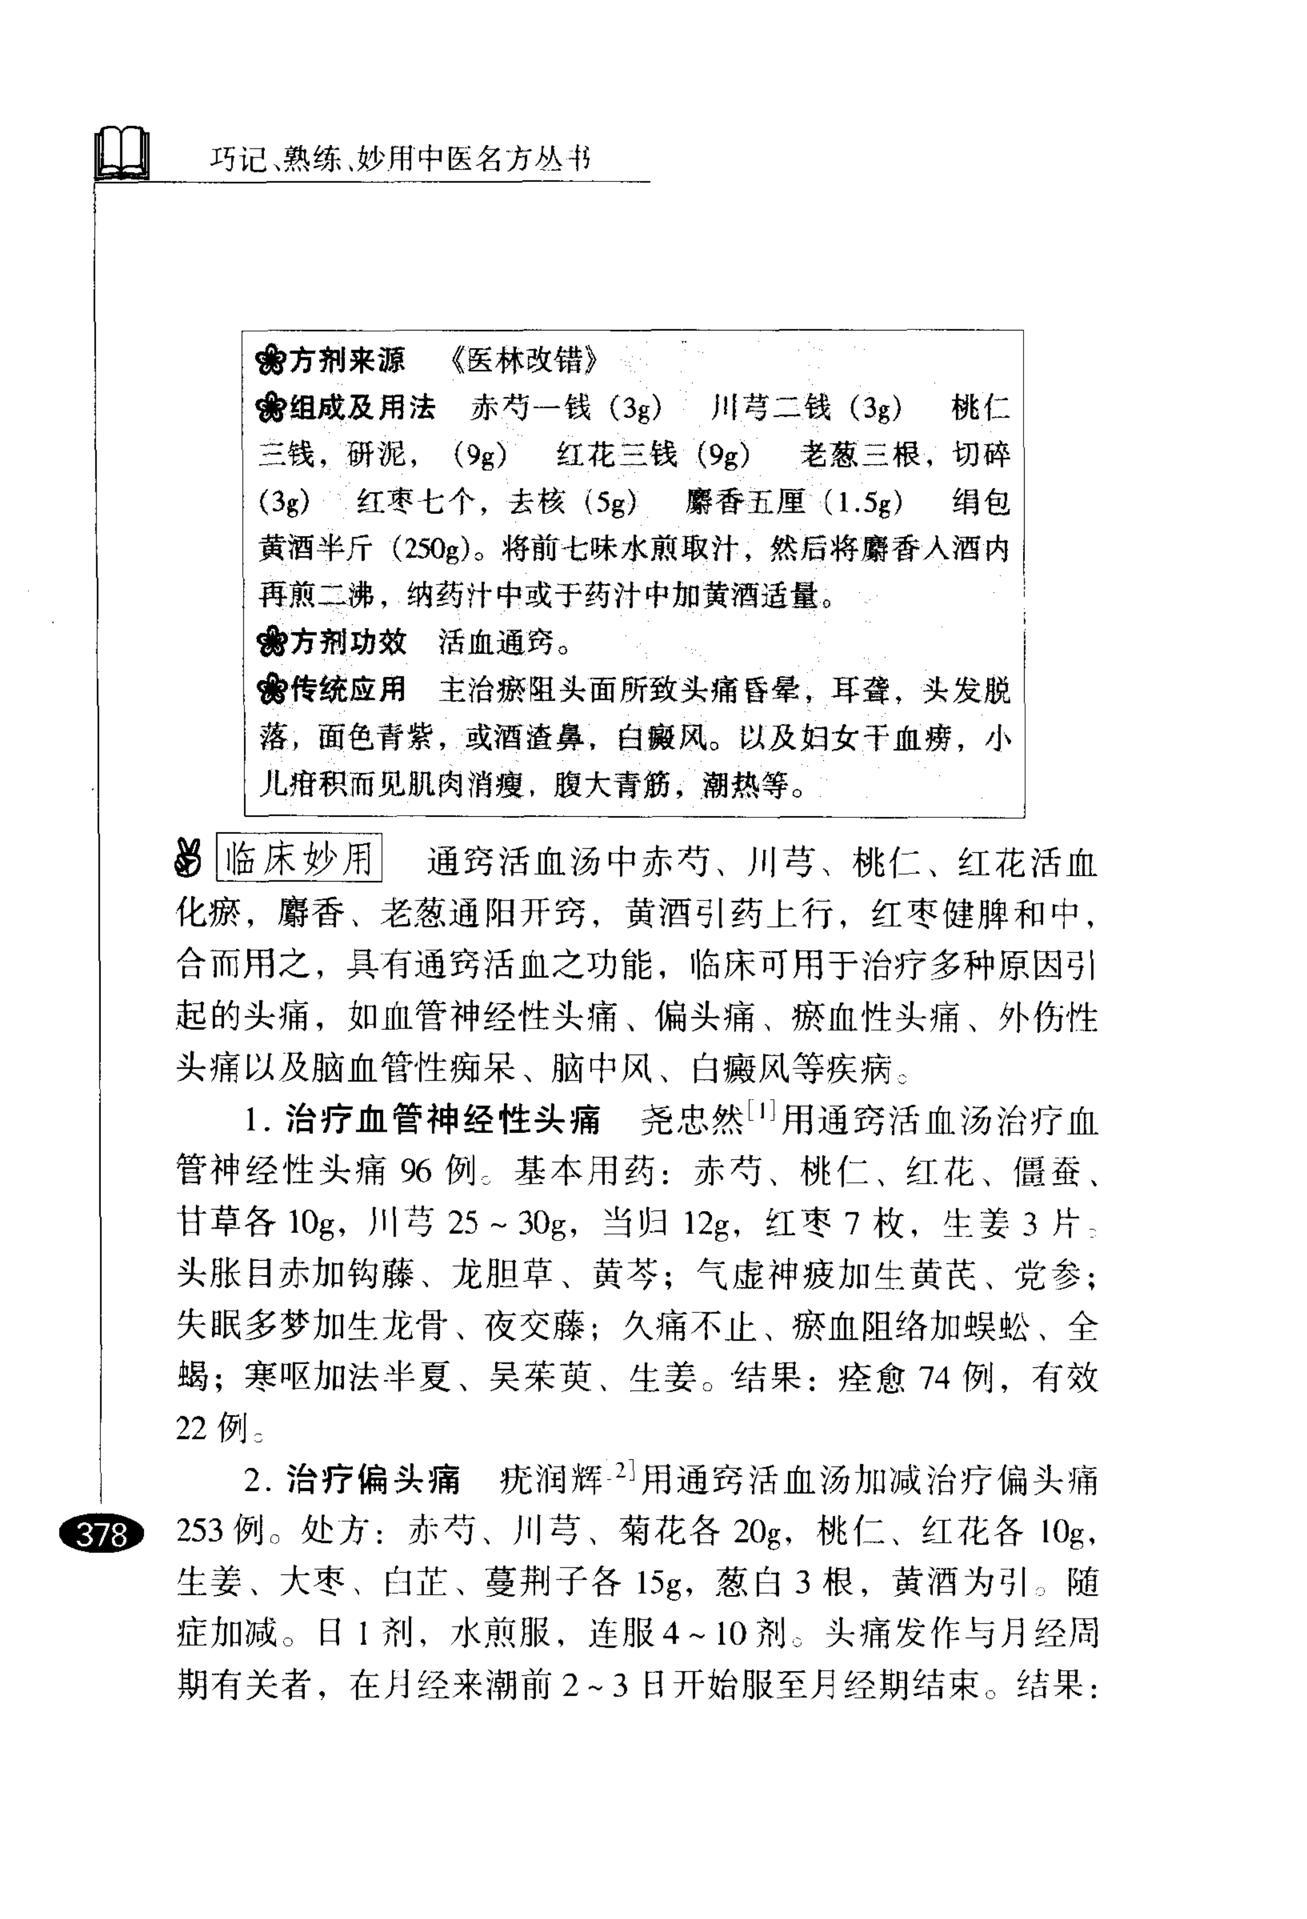 巧记、熟练、妙用中医名方丛书
方剂来源 《医林改错》
组成及用法 赤芍一钱（3g） 川芎二钱（3g） 桃仁
三钱，研泥，（9g） 红花三钱（9g） 老葱三根，切碎
（3g） 红枣七个，去核（5g） 麝香五厘（1.5g） 绢包
黄酒半斤（250g）。将前七味水煎取汁，然后将麝香入酒内
再煎二沸，纳药汁中或于药汁中加黄酒适量。
方剂功效 活血通窍。
传统应用 主治瘀阻头面所致头痛昏晕，耳聋，头发脱
落，面色青紫，或酒渣鼻，白癜风。以及妇女干血痨，小
儿疳积而见肌肉消瘦，腹大青筋，潮热等。
临床妙用 通窍活血汤中赤芍、川芎、桃仁、红花活血
化瘀，麝香、老葱通阳开窍，黄酒引药上行，红枣健脾和中，
合而用之，具有通窍活血之功能，临床可用于治疗多种原因引
起的头痛，如血管神经性头痛、偏头痛、瘀血性头痛、外伤性
头痛以及脑血管性痴呆、脑中风、白癜风等疾病。
1. 治疗血管神经性头痛 尧忠然[1]用通窍活血汤治疗血
管神经性头痛 96 例。基本用药：赤芍、桃仁、红花、僵蚕、
甘草各 10g，川芎 25～30g，当归 12g，红枣 7 枚，生姜 3 片。
头胀目赤加钩藤、龙胆草、黄芩；气虚神疲加生黄芪、党参；
失眠多梦加生龙骨、夜交藤；久痛不止、瘀血阻络加蜈蚣、全
蝎；寒呕加法半夏、吴茱萸、生姜。结果：痊愈 74 例，有效
22 例。
2. 治疗偏头痛 疣润辉[2]用通窍活血汤加减治疗偏头痛
253 例。处方：赤芍、川芎、菊花各 20g，桃仁、红花各 10g，
生姜、大枣、白芷、蔓荆子各 15g，葱白 3 根，黄酒为引。随
症加减。日 1 剂，水煎服，连服 4～10 剂。头痛发作与月经周
期有关者，在月经来潮前 2～3 日开始服至月经期结束。结果：
378